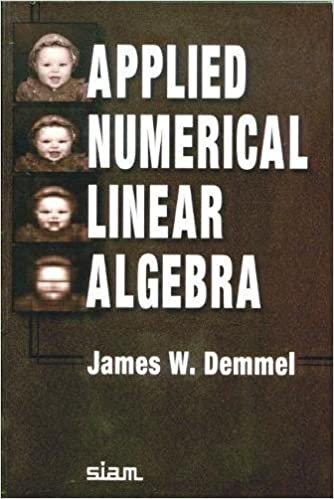 APPLIED
NUMERICAL
LINEAR
ALGEBRA
James W. Demmel
siam